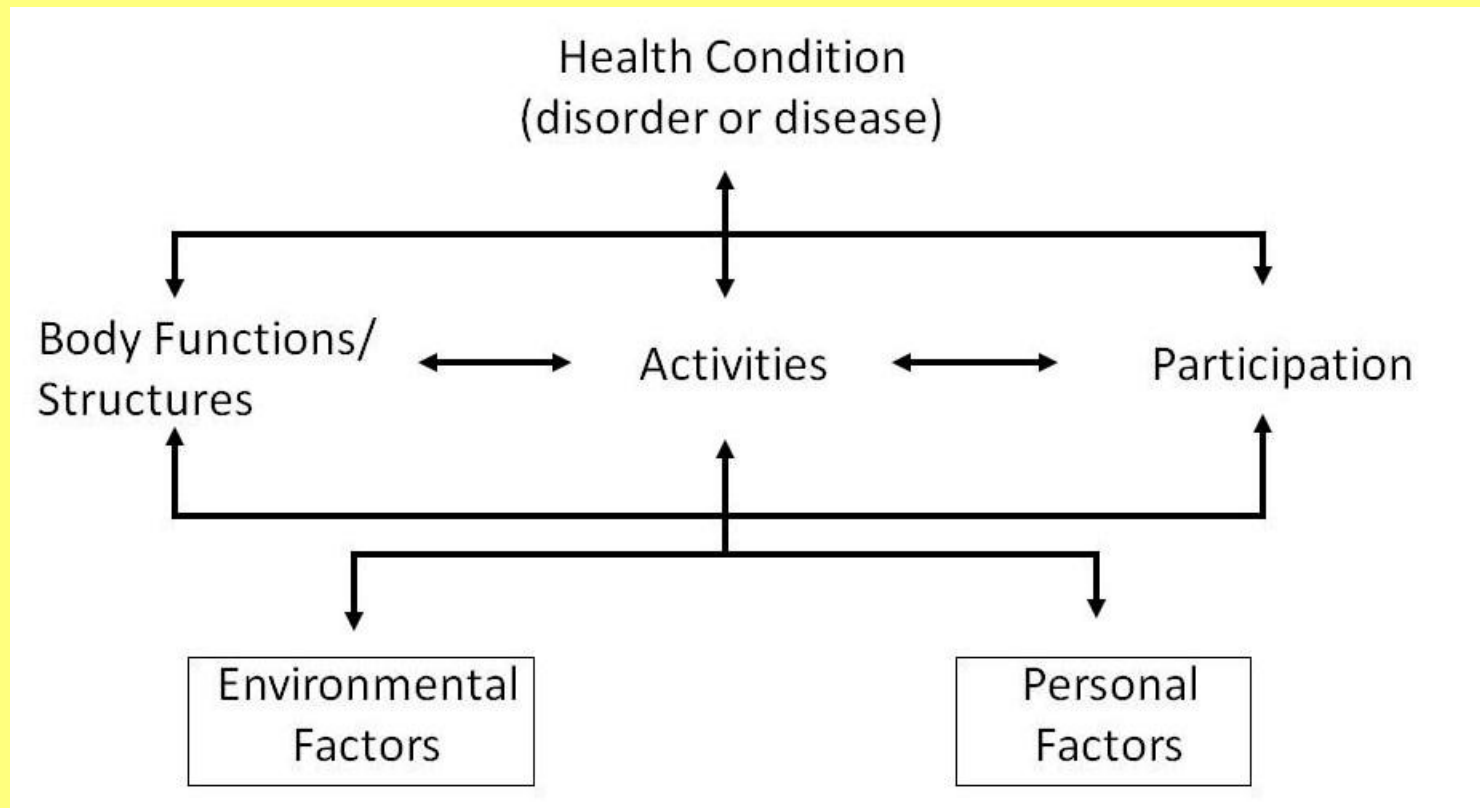 Health Condition
(disorder or disease)
Body Functions/
Structures
Activities
Participation
Environmental
Factors
Personal
Factors